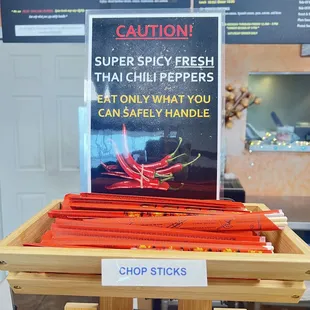 CAUTION!
SUPER SPICY FRESH
THAI CHILI PEPPERS
EAT ONLY WHAT YOU
CAN SAFELY HANDLE
CHOP STICKS